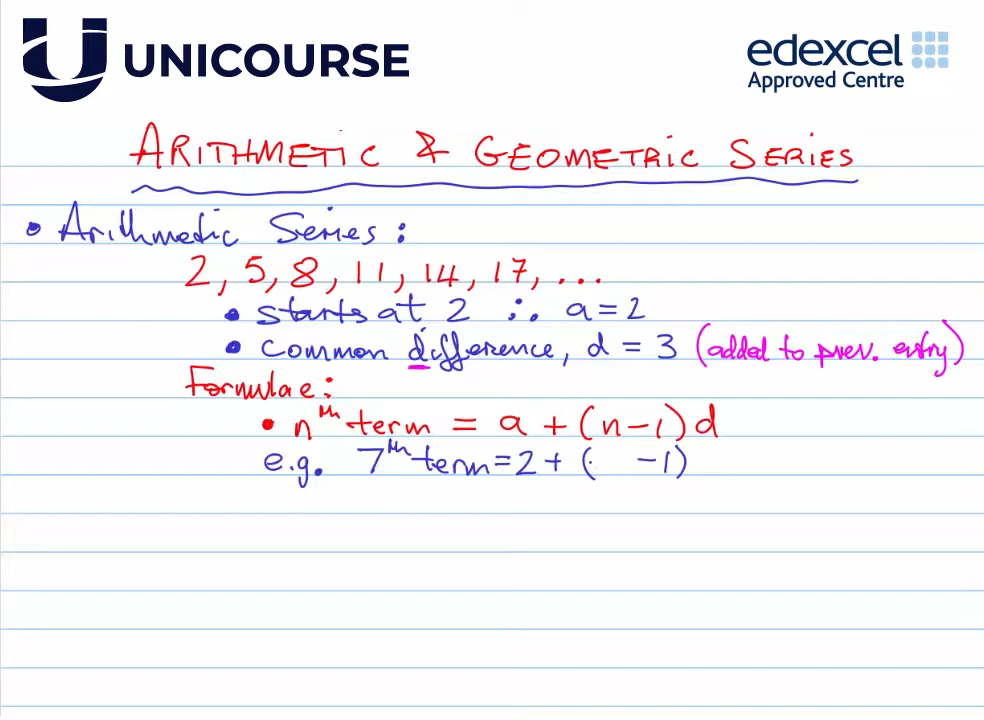 UNICOURSE
edexcel
Approved Centre
ARITHMETIC & GEOMETRIC SERIES
• Arithmetic Series:
2, 5, 8, 11, 14, 17, ...
• starts at 2 ∴ a = 2
• common difference, d = 3 (added to prev. entry)
Formulae:
• nᵗʰ term = a + (n-1)d
e.g. 7ᵗʰ term = 2 + ( -1)